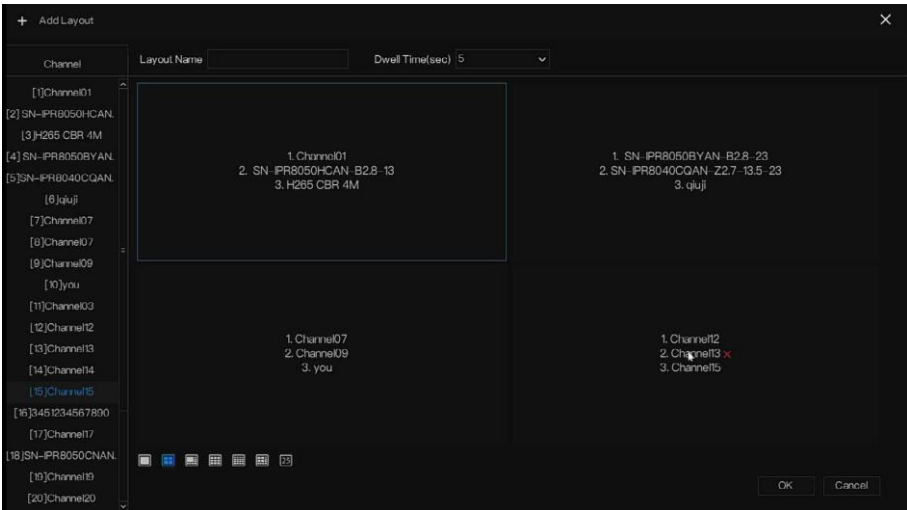 + Add Layout
Channel
Layout Name
Dwell Time(sec) 5
[1]Channel01
[2] SN-IPR8050HCAN.
[3]H265 CBR 4M
[4] SN-IPR8050BYAN.
[5]SN-IPR8040CQAN.
[6]qiuji
[7]Channel07
[8]Channel07
[9]Channel09
[10]you
[11]Channel03
[12]Channel12
[13]Channel13
[14]Channel14
[15]Channel15
[16]3451234567890
[17]Channel17
[18]SN-IPR8050CNAN.
[19]Channel19
[20]Channel20
1. Channel01
2. SN-IPR8050HCAN-B2.8-13
3. H265 CBR 4M
1. SN-IPR8050BYAN-B2.8-23
2. SN-IPR8040CQAN-Z2.7-13.5-23
3. qiuji
1. Channel07
2. Channel09
3. you
1. Channel12
2. Channel13
3. Channel15
25
OK
Cancel